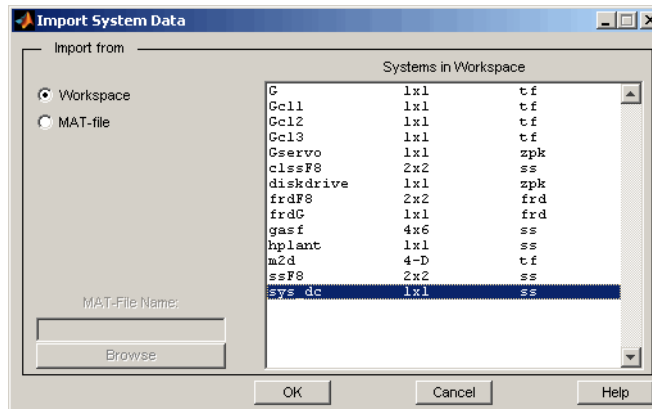 Import System Data
Import from
Systems in Workspace
Workspace
MAT-file
G 1x1 tf
Gcl1 1x1 tf
Gcl2 1x1 tf
Gcl3 1x1 tf
Gservo 1x1 zpk
clssF8 2x2 ss
diskdrive 1x1 zpk
frdF8 2x2 frd
frdG 1x1 frd
gasf 4x6 ss
hplant 1x1 ss
m2d 4-D tf
ssF8 2x2 ss
sys_dc 1x1 ss
MAT-File Name:
Browse
OK Cancel Help